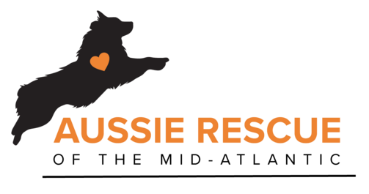 AUSSIE RESCUE
OF THE MID-ATLANTIC